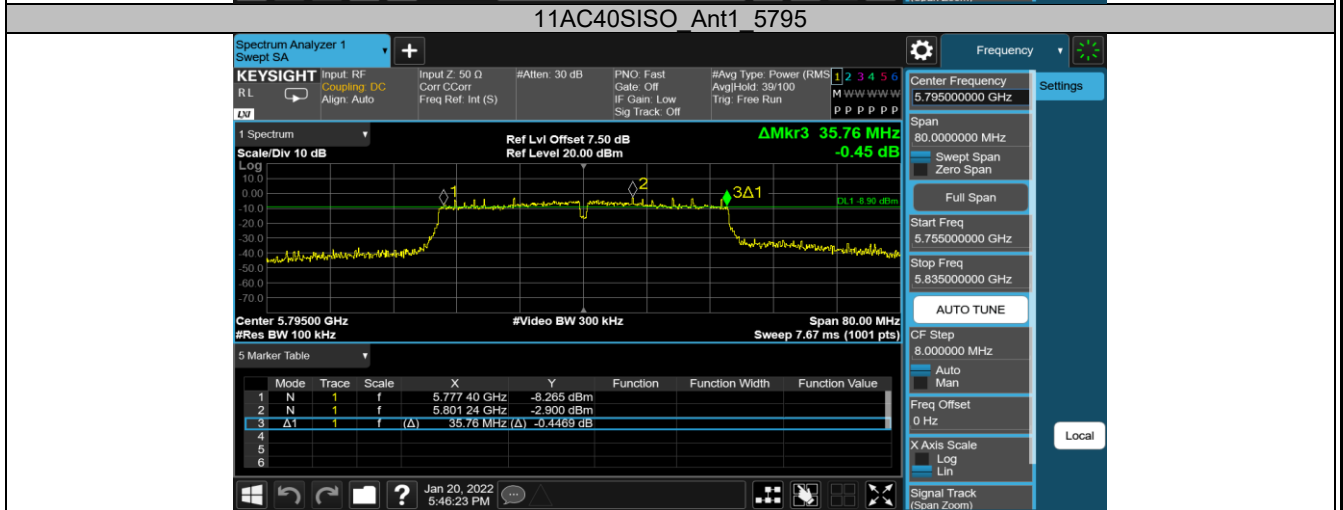 11AC40SISO_Ant1_5795
Spectrum Analyzer 1
Swept SA
Frequency
KEYSIGHT
RL
LXI
Input: RF
Coupling: DC
Align: Auto
Input Z: 50 Ω
Corr CCorr
Freq Ref: Int (S)
#Atten: 30 dB
PNO: Fast
Gate: Off
IF Gain: Low
Sig Track: Off
#Avg Type: Power (RMS
Avg|Hold: 39/100
Trig: Free Run
1 2 3 4 5 6
M W W W W W
P P P P P P
Center Frequency
5.795000000 GHz
Settings
Span
80.0000000 MHz
Swept Span
Zero Span
Full Span
Start Freq
5.755000000 GHz
Stop Freq
5.835000000 GHz
AUTO TUNE
CF Step
8.000000 MHz
Auto
Man
Freq Offset
0 Hz
X Axis Scale
Log
Lin
Signal Track
(Span Zoom)
Local
1 Spectrum
Scale/Div 10 dB
Ref Lvl Offset 7.50 dB
Ref Level 20.00 dBm
ΔMkr3 35.76 MHz
-0.45 dB
Log
10.0
0.00
-10.0
-20.0
-30.0
-40.0
-50.0
-60.0
-70.0
1
2
3Δ1
DL1 -8.90 dBm
Center 5.79500 GHz
#Video BW 300 kHz
Span 80.00 MHz
#Res BW 100 kHz
Sweep 7.67 ms (1001 pts)
5 Marker Table
Mode Trace Scale X Y Function Function Width Function Value
1 N 1 f 5.777 40 GHz -8.265 dBm
2 N 1 f 5.801 24 GHz -2.900 dBm
3 Δ1 1 f (Δ) 35.76 MHz (Δ) -0.4469 dB
4
5
6
?
Jan 20, 2022
5:46:23 PM